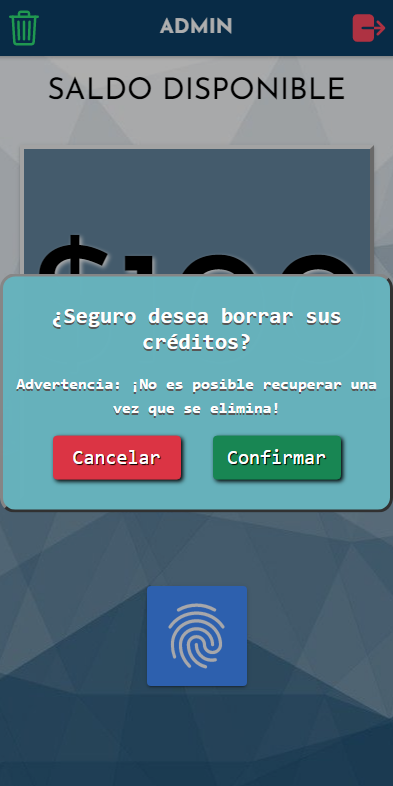 ADMIN
SALDO DISPONIBLE
¿Seguro desea borrar sus
créditos?
Advertencia: ¡No es posible recuperar una
vez que se elimina!
Cancelar
Confirmar